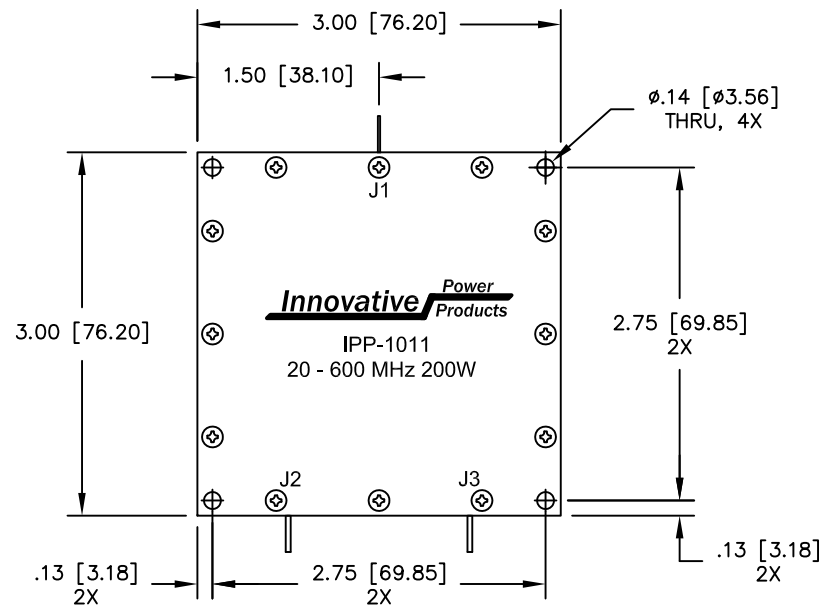 3.00 [76.20]
1.50 [38.10]
ø.14 [ø3.56]
THRU, 4X
J1
3.00 [76.20]
Innovative Power Products
IPP-1011
20 - 600 MHz 200W
2.75 [69.85]
2X
J2
J3
.13 [3.18]
2X
2.75 [69.85]
2X
.13 [3.18]
2X